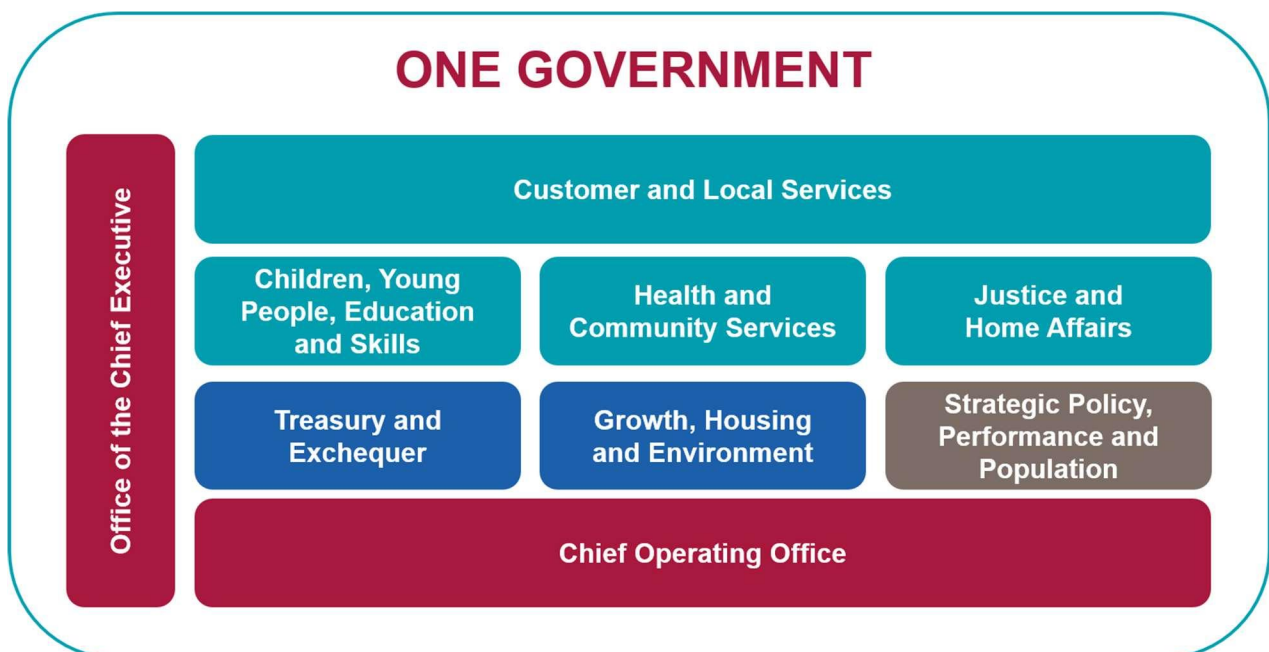 ONE GOVERNMENT
Office of the Chief Executive
Customer and Local Services
Children, Young
People, Education
and Skills
Health and
Community Services
Justice and
Home Affairs
Treasury and
Exchequer
Growth, Housing
and Environment
Strategic Policy,
Performance and
Population
Chief Operating Office